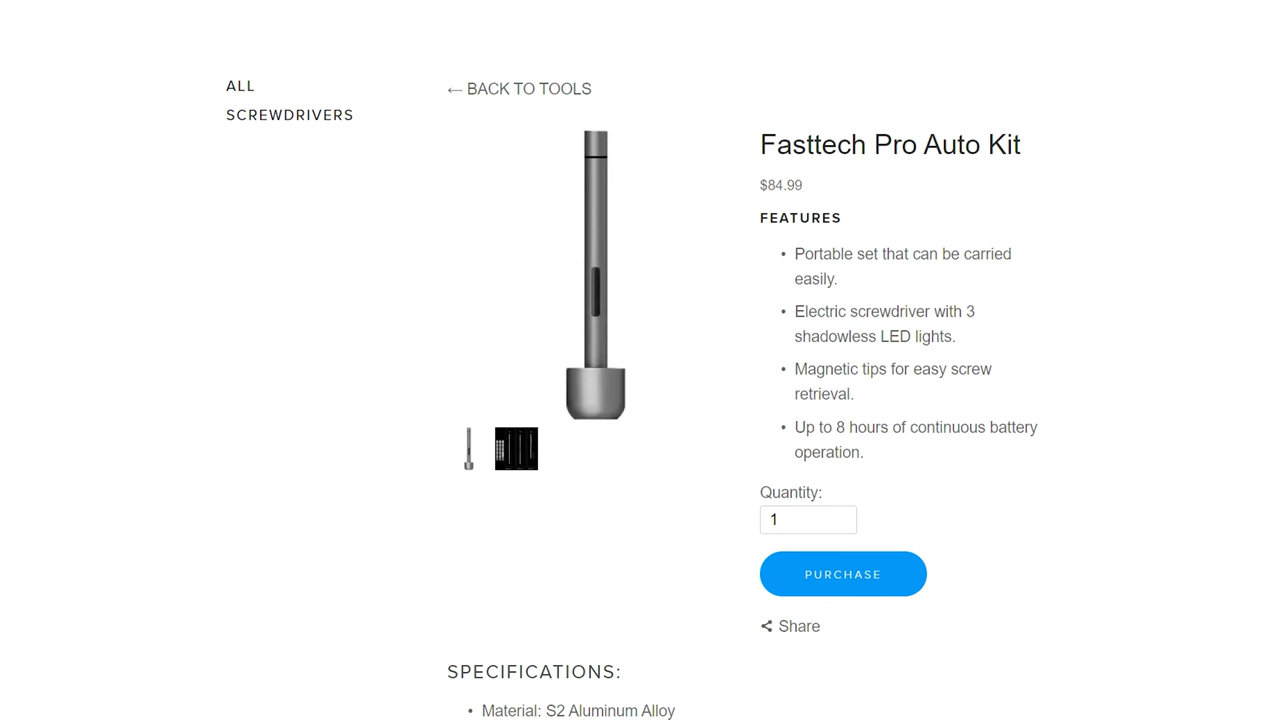 ALL
SCREWDRIVERS
← BACK TO TOOLS
Fasttech Pro Auto Kit
$84.99
FEATURES
• Portable set that can be carried
easily.
• Electric screwdriver with 3
shadowless LED lights.
• Magnetic tips for easy screw
retrieval.
• Up to 8 hours of continuous battery
operation.
Quantity:
1
PURCHASE
Share
SPECIFICATIONS:
• Material: S2 Aluminum Alloy